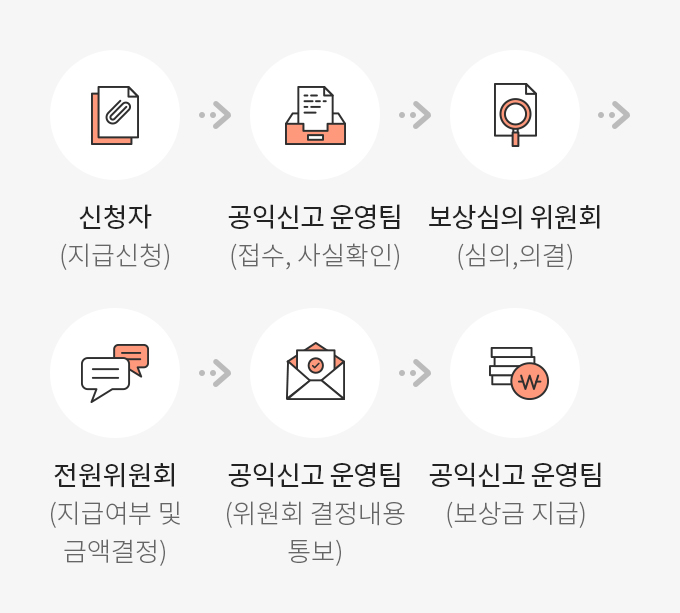 신청자
(지급신청)
공익신고 운영팀
(접수, 사실확인)
보상심의 위원회
(심의,의결)
전원위원회
(지급여부 및
금액결정)
공익신고 운영팀
(위원회 결정내용
통보)
공익신고 운영팀
(보상금 지급)